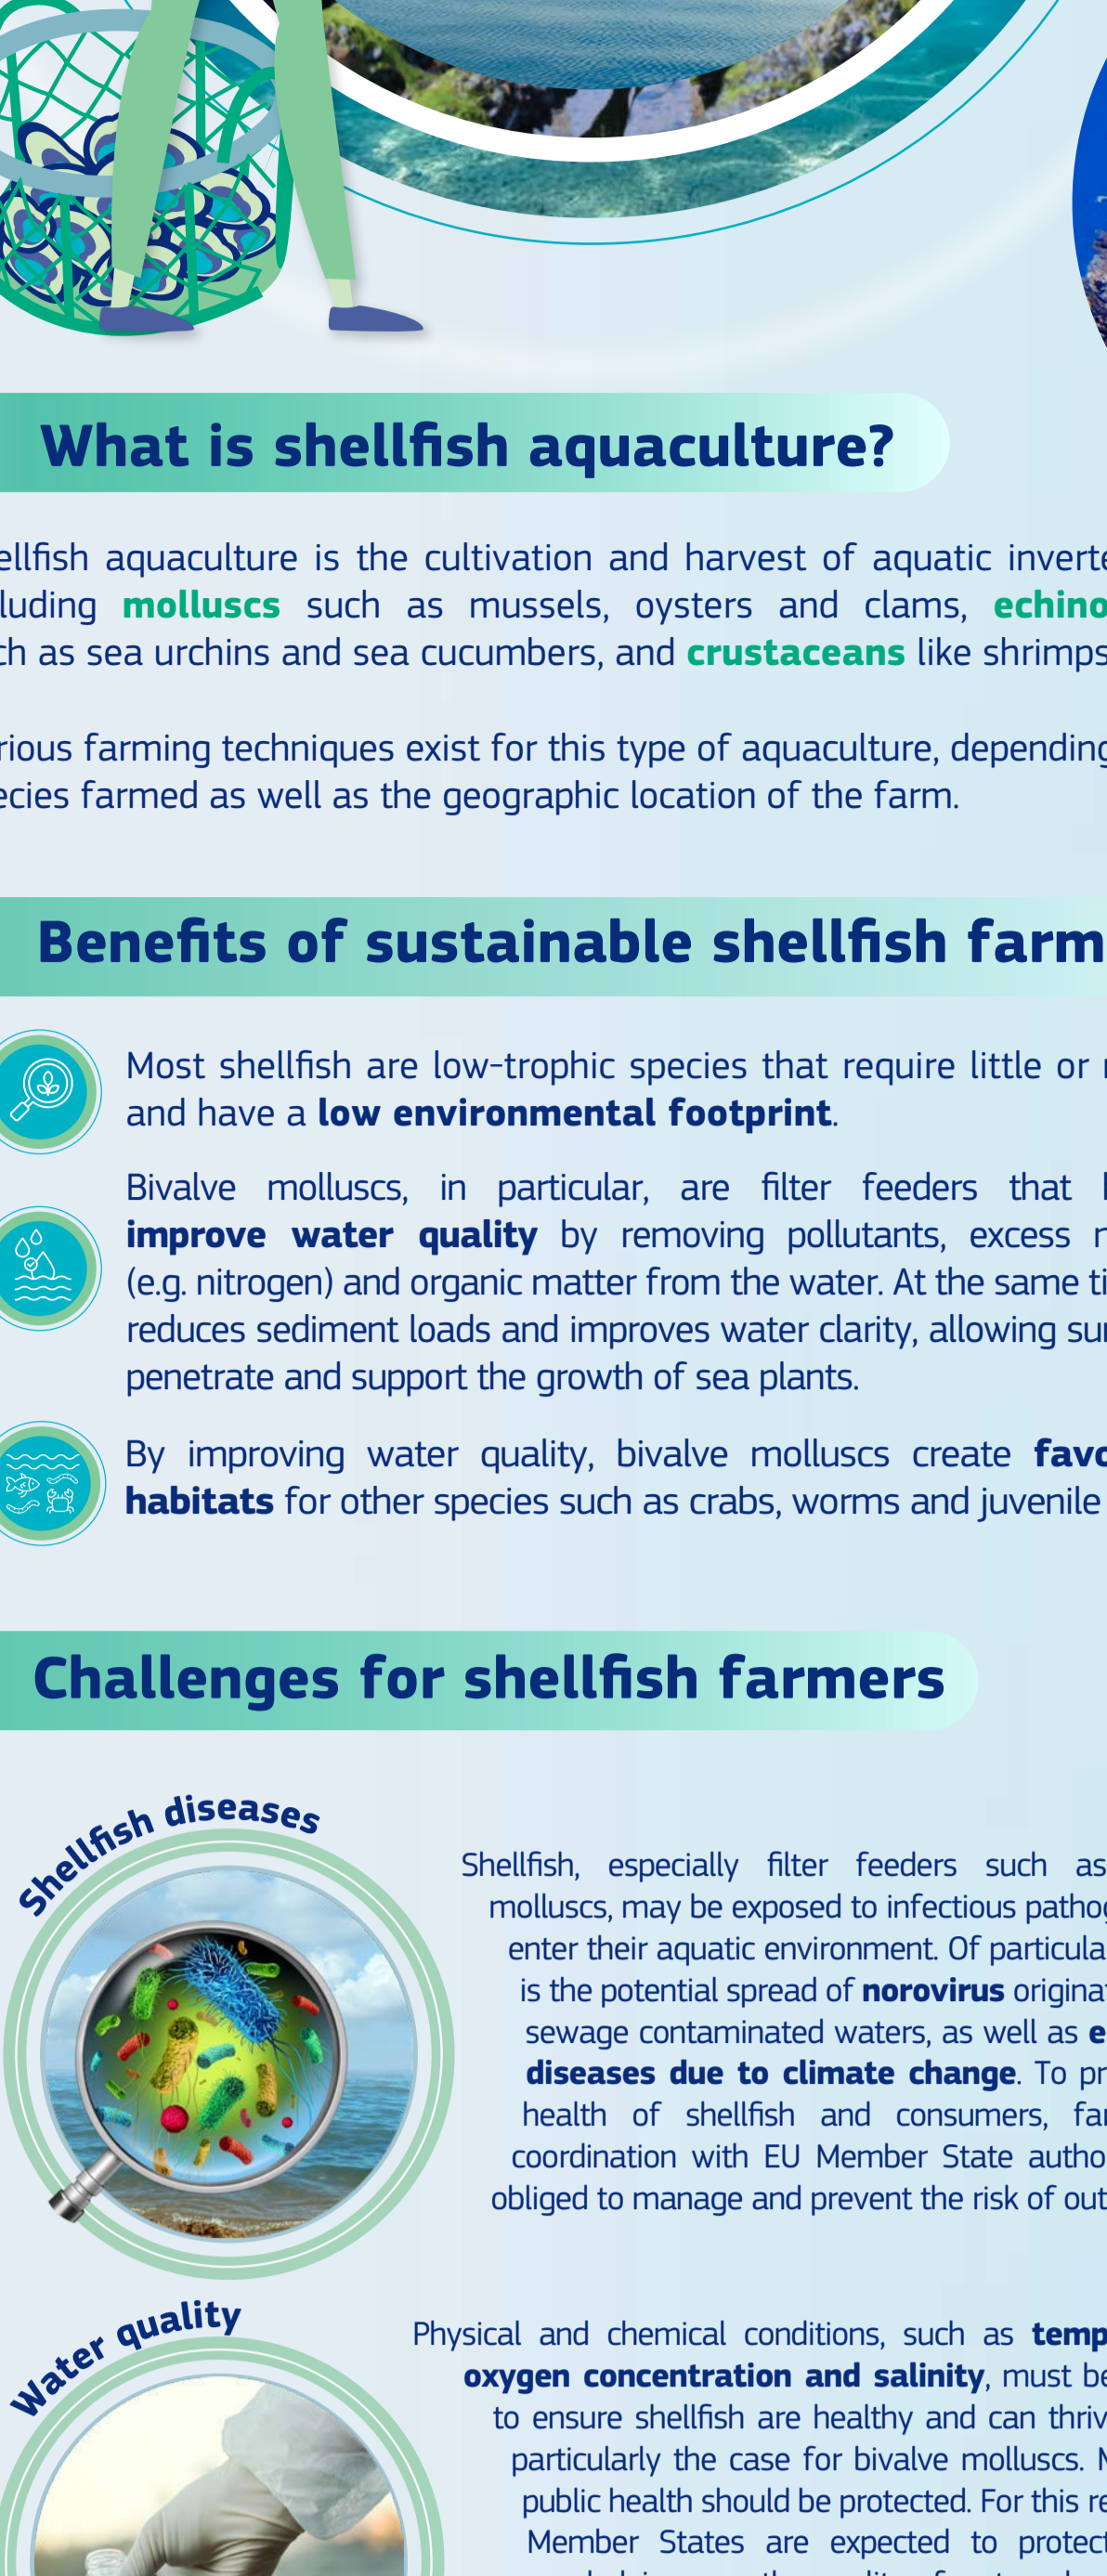 What is shellfish aquaculture?
ellfish aquaculture is the cultivation and harvest of aquatic inverte
luding molluscs such as mussels, oysters and clams, echino
ch as sea urchins and sea cucumbers, and crustaceans like shrimps
rious farming techniques exist for this type of aquaculture, depending
ecies farmed as well as the geographic location of the farm.
Benefits of sustainable shellfish farm
Most shellfish are low-trophic species that require little or
and have a low environmental footprint.
Bivalve molluscs, in particular, are filter feeders that
improve water quality by removing pollutants, excess n
(e.g. nitrogen) and organic matter from the water. At the same ti
reduces sediment loads and improves water clarity, allowing su
penetrate and support the growth of sea plants.
By improving water quality, bivalve molluscs create favo
habitats for other species such as crabs, worms and juvenile
Challenges for shellfish farmers
Shellfish diseases
Shellfish, especially filter feeders such as
molluscs, may be exposed to infectious pathog
enter their aquatic environment. Of particula
is the potential spread of norovirus origina
sewage contaminated waters, as well as e
diseases due to climate change. To pr
health of shellfish and consumers, far
coordination with EU Member State autho
obliged to manage and prevent the risk of out
Water quality
Physical and chemical conditions, such as temp
oxygen concentration and salinity, must be
to ensure shellfish are healthy and can thriv
particularly the case for bivalve molluscs. M
public health should be protected. For this re
Member States are expected to protect